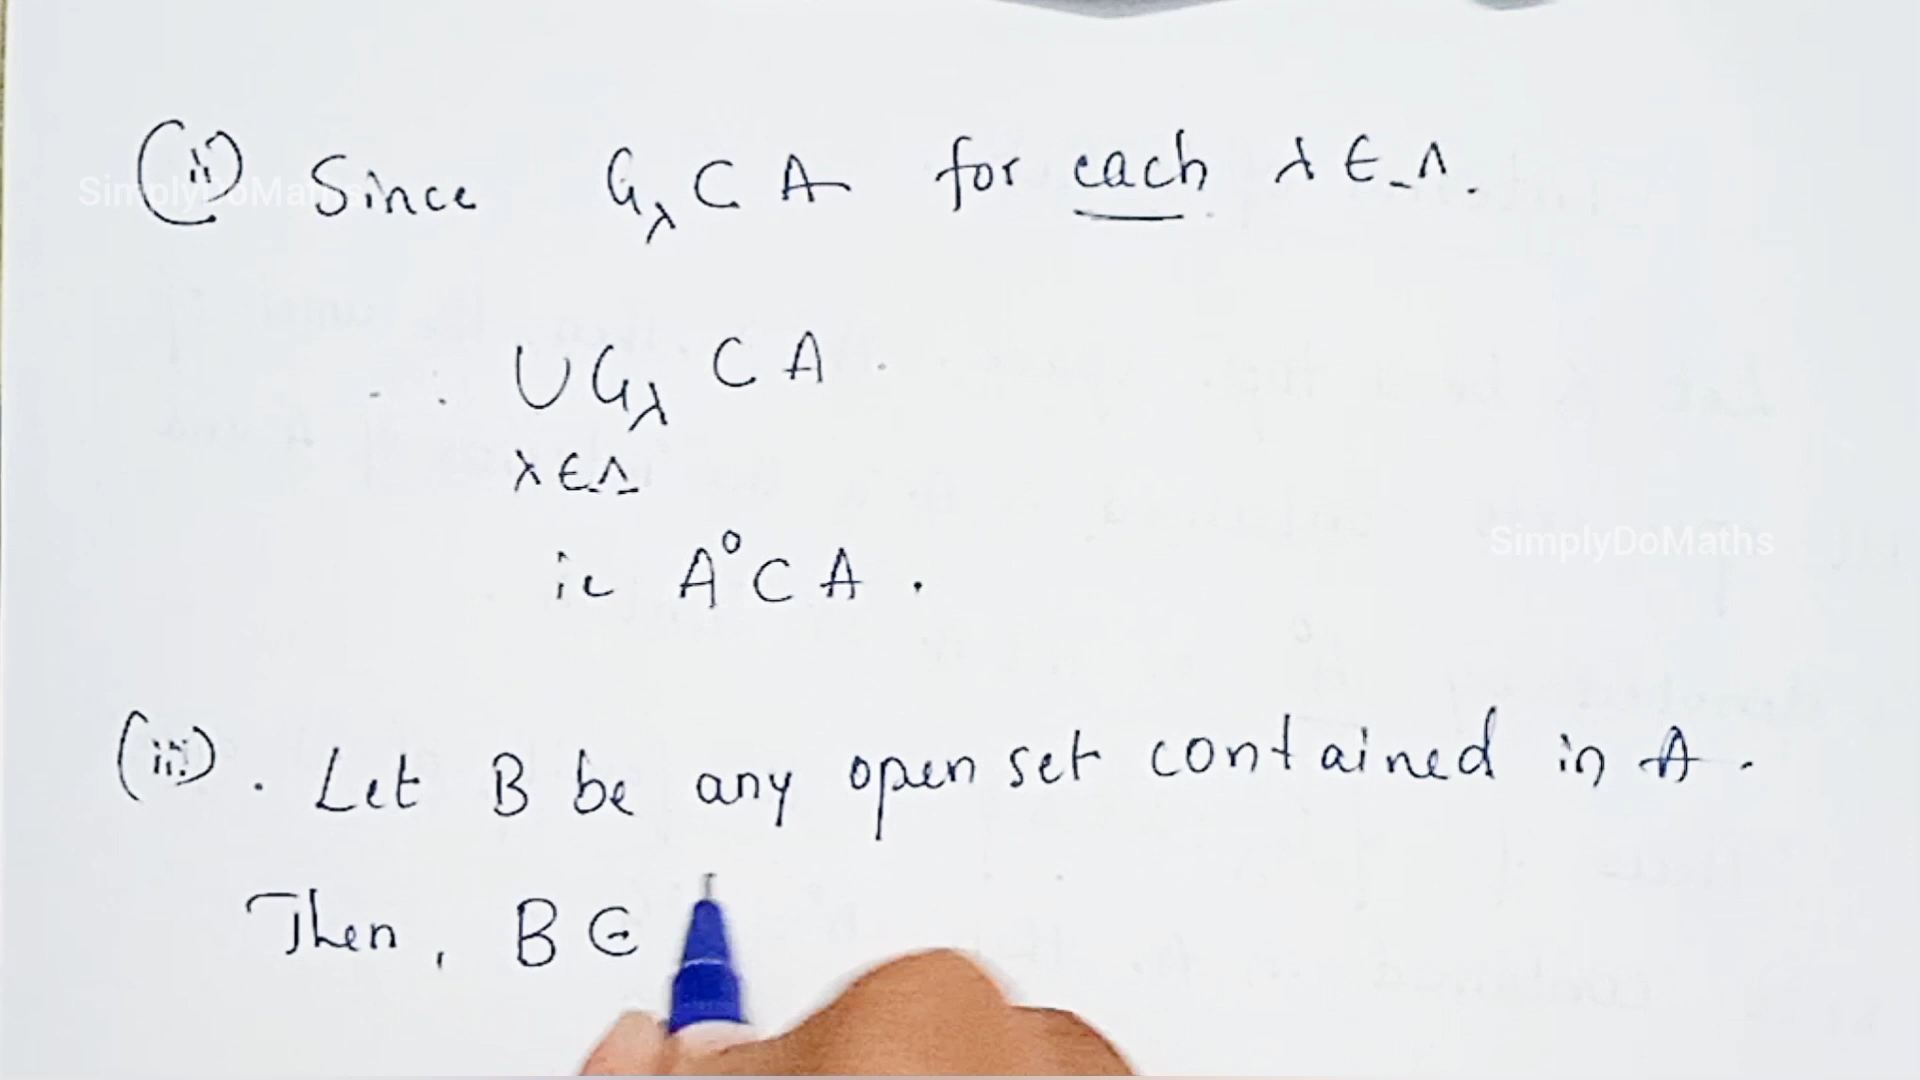 (ii) Since G_λ ⊂ A for each λ ∈ Λ.
∴ ∪ G_λ ⊂ A.
λ ∈ Λ
ie A° ⊂ A.
(iii). Let B be any open set contained in A.
Then, B ∈
SimplyDoMaths
SimplyDoMaths